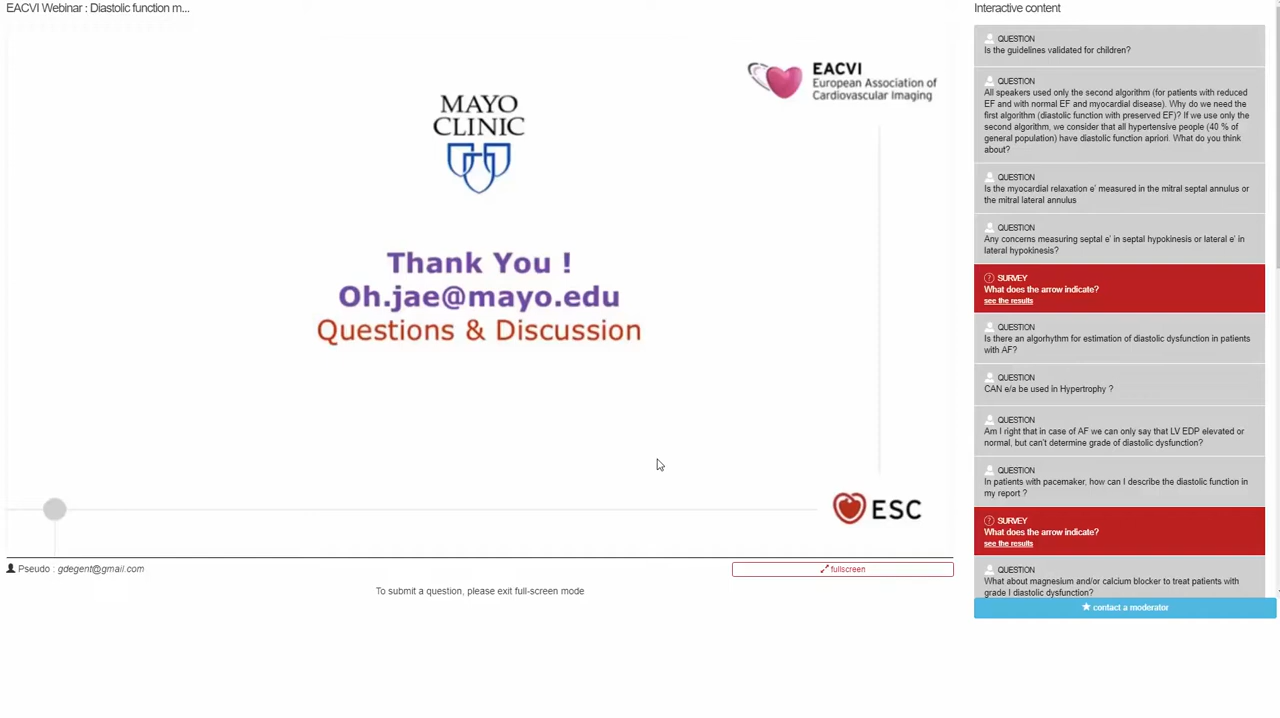 EACVI Webinar : Diastolic function m...
EACVI
European Association of
Cardiovascular Imaging
MAYO
CLINIC
Thank You !
Oh.jae@mayo.edu
Questions & Discussion
ESC
Pseudo : gdegent@gmail.com
fullscreen
To submit a question, please exit full-screen mode
Interactive content
QUESTION
Is the guidelines validated for children?
QUESTION
All speakers used only the second algorithm (for patients with reduced
EF and with normal EF and myocardial disease). Why do we need the
first algorithm (diastolic function with preserved EF)? If we use only the
second algorithm, we consider that all hypertensive people (40 % of
general population) have diastolic function apriori. What do you think
about?
QUESTION
Is the myocardial relaxation e' measured in the mitral septal annulus or
the mitral lateral annulus
QUESTION
Any concerns measuring septal e' in septal hypokinesis or lateral e' in
lateral hypokinesis?
? SURVEY
What does the arrow indicate?
see the results
QUESTION
Is there an algorhythm for estimation of diastolic dysfunction in patients
with AF?
QUESTION
CAN e/a be used in Hypertrophy ?
QUESTION
Am I right that in case of AF we can only say that LV EDP elevated or
normal, but can't determine grade of diastolic dysfunction?
QUESTION
In patients with pacemaker, how can I describe the diastolic function in
my report ?
? SURVEY
What does the arrow indicate?
see the results
QUESTION
What about magnesium and/or calcium blocker to treat patients with
grade I diastolic dysfunction?
contact a moderator